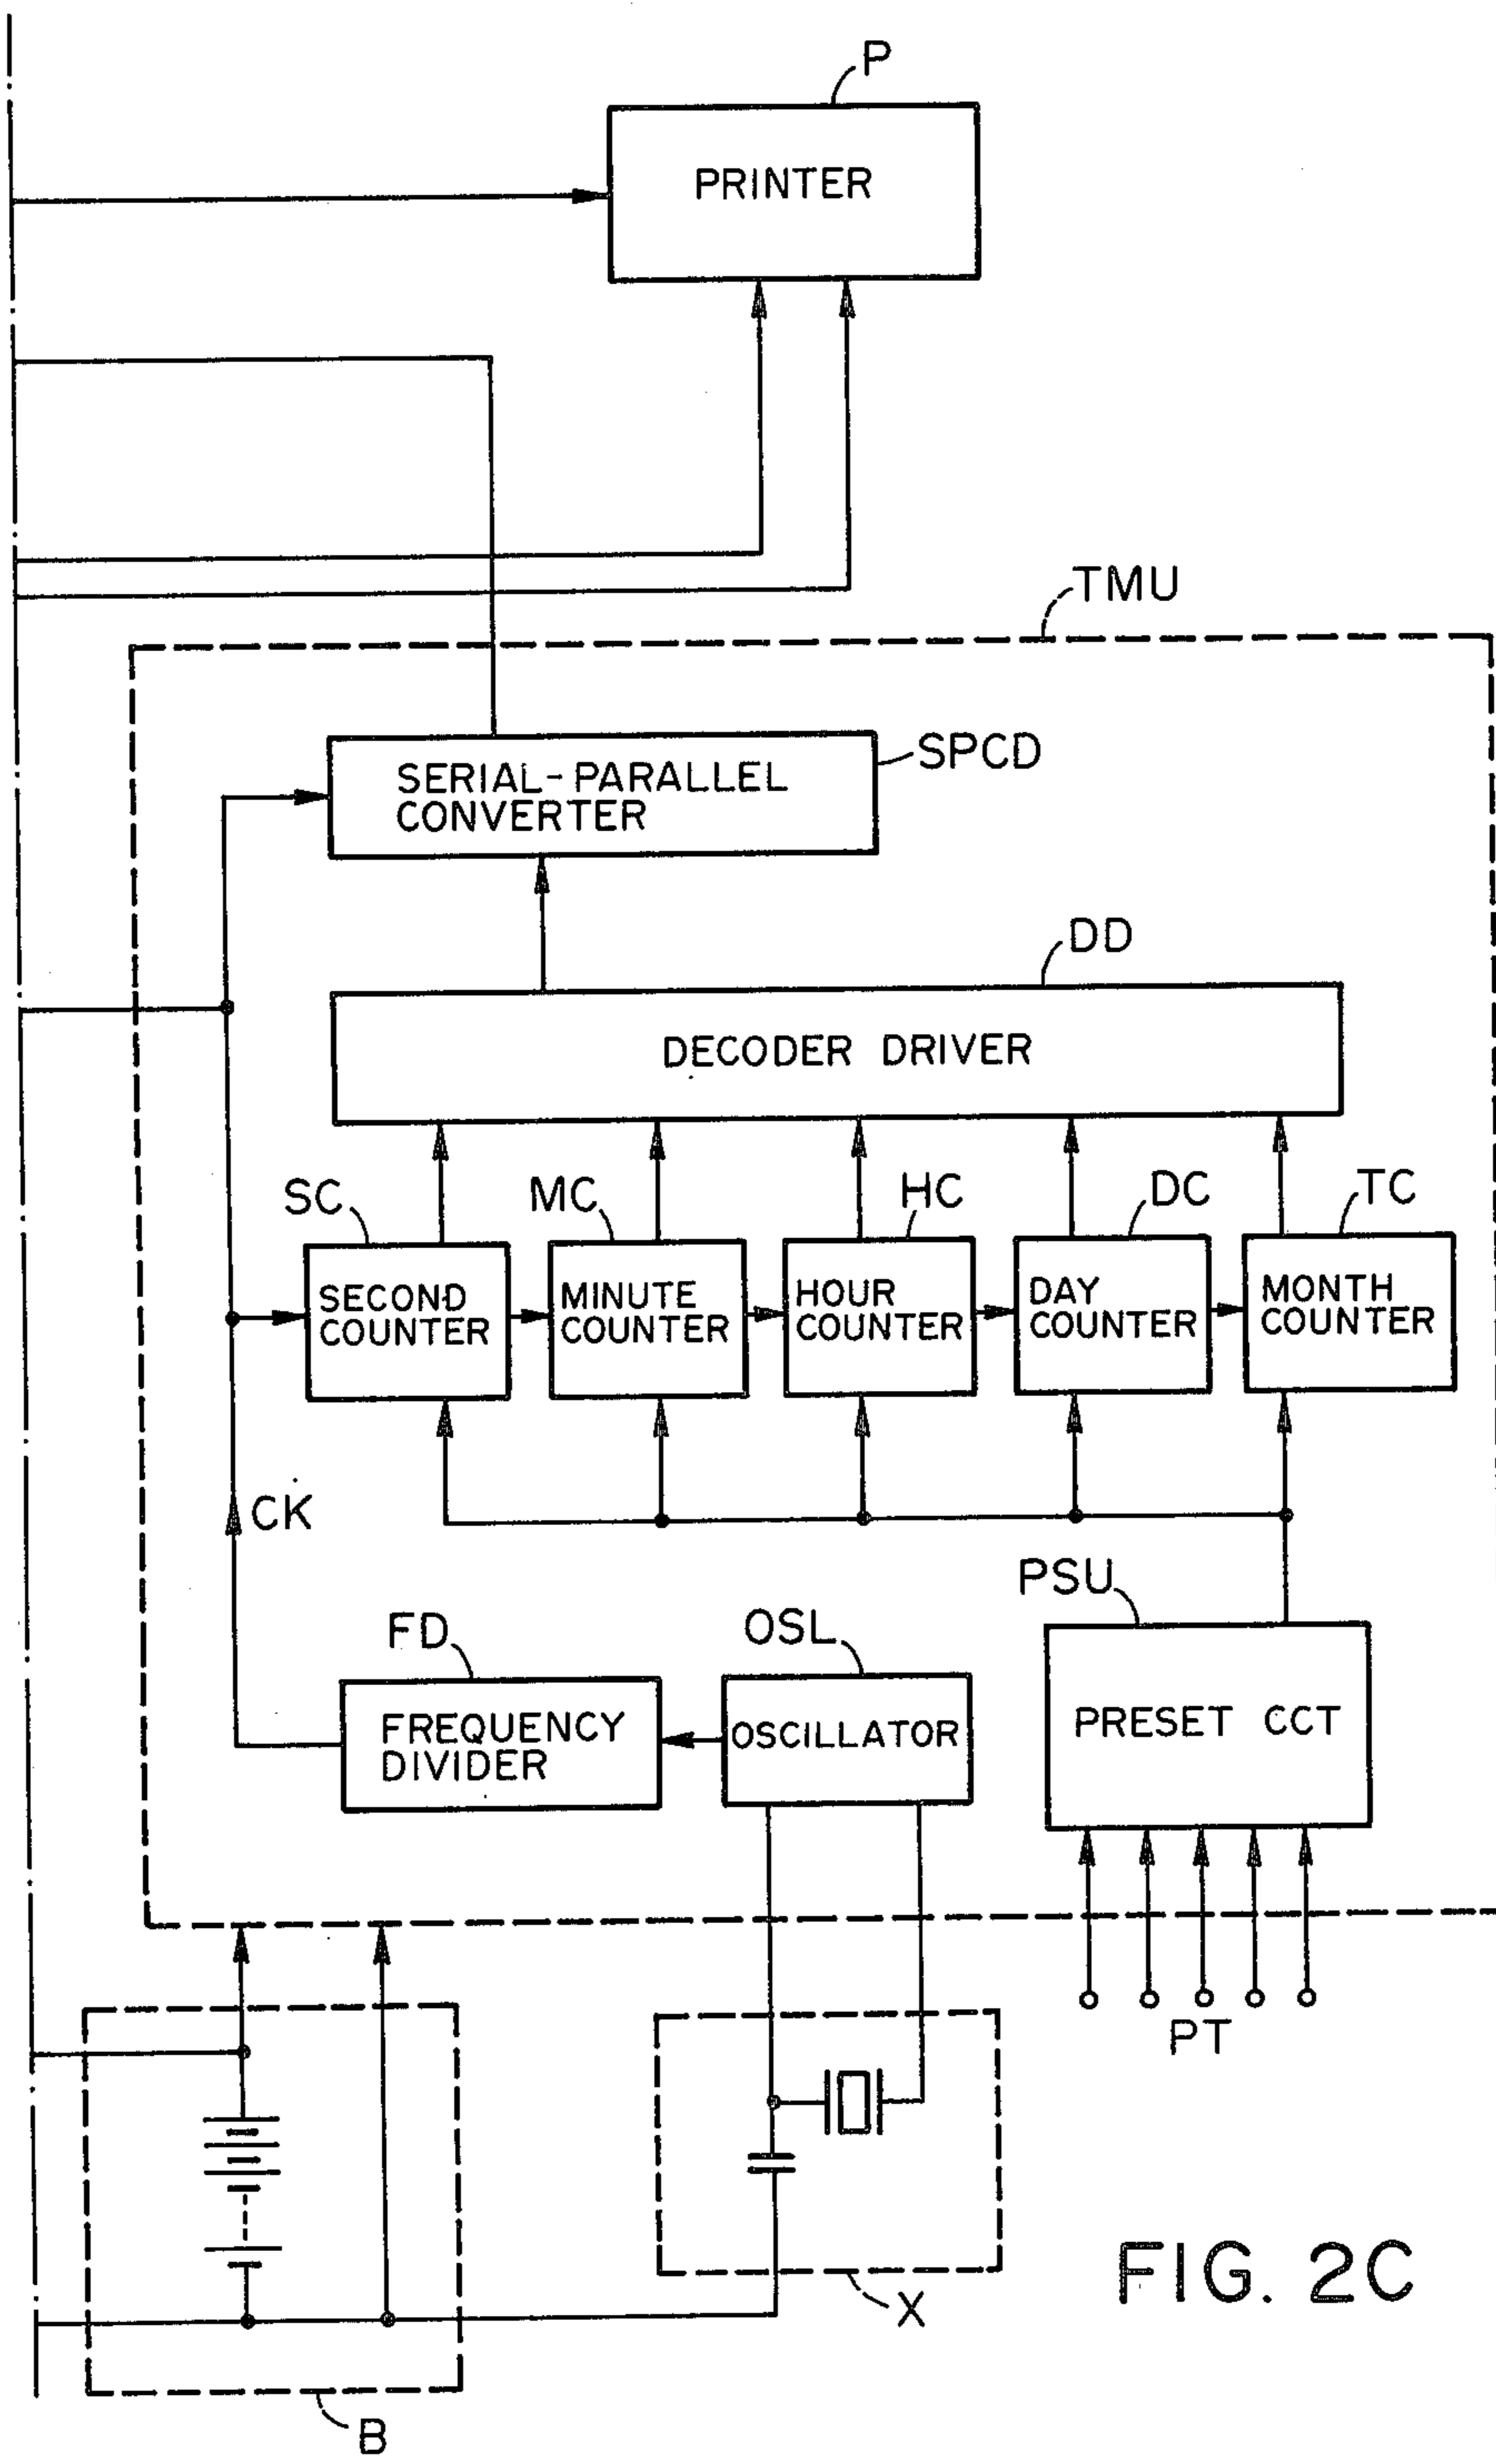 P
PRINTER
TMU
SERIAL-PARALLEL
CONVERTER
SPCD
DD
DECODER DRIVER
SC
MC
HC
DC
TC
SECOND
COUNTER
MINUTE
COUNTER
HOUR
COUNTER
DAY
COUNTER
MONTH
COUNTER
CK
PSU
FD
OSL
FREQUENCY
DIVIDER
OSCILLATOR
PRESET CCT
PT
X
B
FIG. 2C